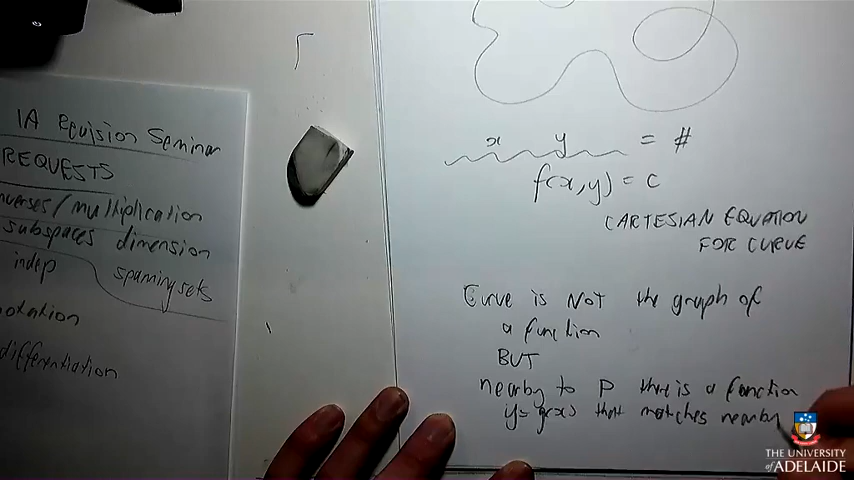 1A Revision Seminar
REQUESTS
nverses/multiplication
subspaces dimension
indep spanning sets
notation
differentiation
x y = #
f(x,y) = c
CARTESIAN EQUATION
FOR CURVE
Curve is NOT the graph of
a function
BUT
nearby to P there is a function
y=g(x) that matches nearby
THE UNIVERSITY
of ADELAIDE